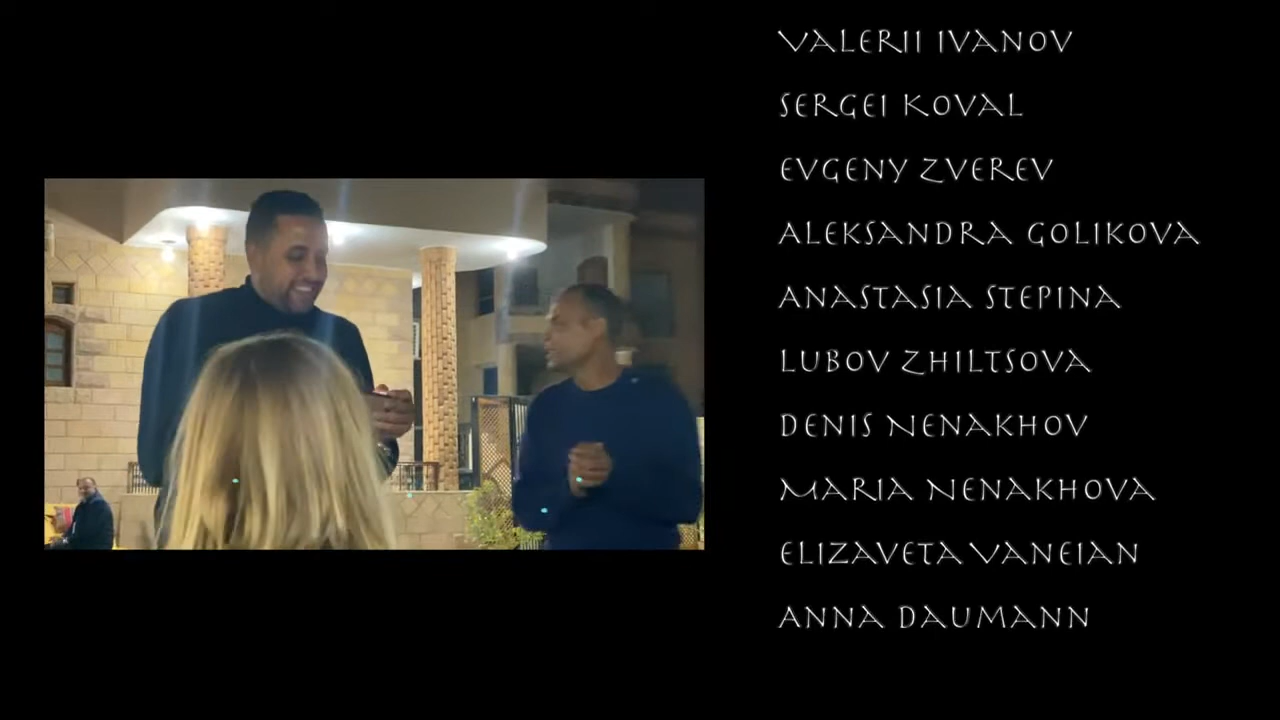 Valerii Ivanov
Sergei Koval
Evgeny Zverev
Aleksandra Golikova
Anastasia Stepina
Lubov Zhiltsova
Denis Nenakhov
Maria Nenakhova
Elizaveta Vaneian
Anna Daumann